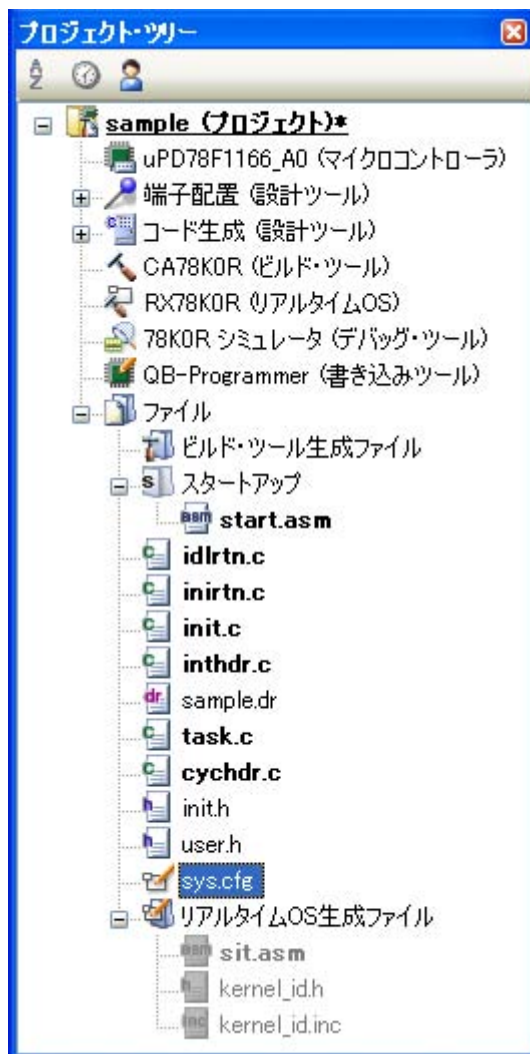 プロジェクト・ツリー
sample (プロジェクト)*
uPD78F1166_A0 (マイクロコントローラ)
端子配置 (設計ツール)
コード生成 (設計ツール)
CA78K0R (ビルド・ツール)
RX78K0R (リアルタイムOS)
78K0R シミュレータ (デバッグ・ツール)
QB-Programmer (書き込みツール)
ファイル
ビルド・ツール生成ファイル
スタートアップ
start.asm
idlrtn.c
inirtn.c
init.c
inthdr.c
sample.dr
task.c
cychdr.c
init.h
user.h
sys.cfg
リアルタイムOS生成ファイル
sit.asm
kernel_id.h
kernel_id.inc